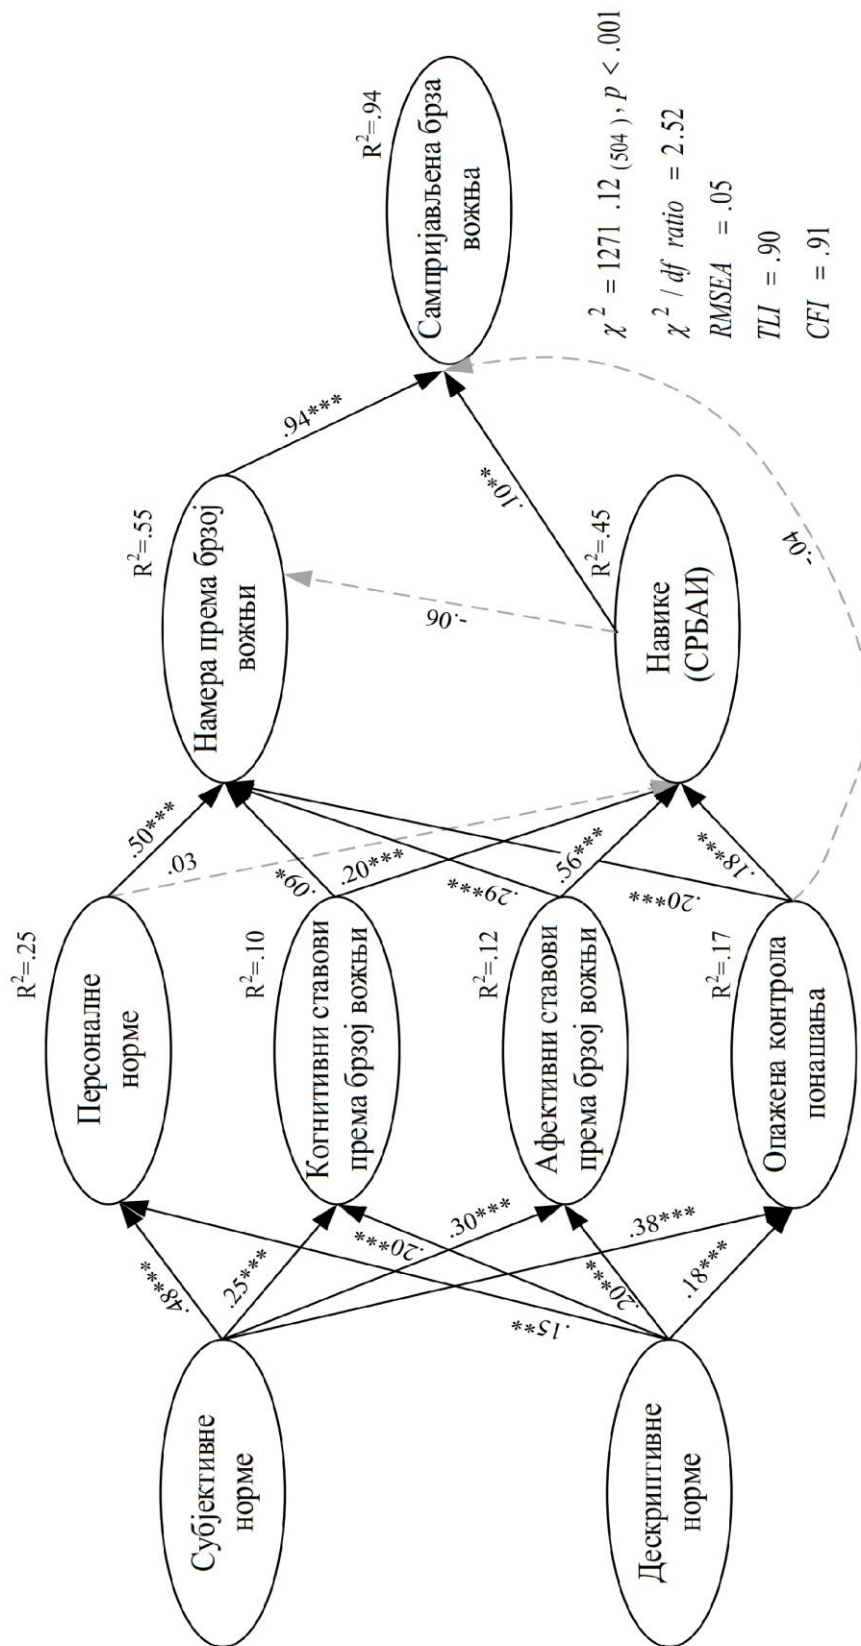 Субјективне
норме
Дескриптивне
норме
.48***
.25***
.30***
.38***
.15**
.20***
.20***
.18***
R²=.25
Персоналне
норме
R²=.10
Когнитивни ставови
према брзој вожњи
R²=.12
Афективни ставови
према брзој вожњи
R²=.17
Опажена контрола
понашања
.50***
.03
.09*
.20***
.29***
.56***
.20***
.18***
R²=.55
Намера према брзој
вожњи
-.06
R²=.45
Навике
(СРБАИ)
.94***
.10**
-.04
R²=.94
Сампријављена брза
вожња
χ² = 1271 .12 (504 ), p < .001
χ² / df ratio = 2.52
RMSEA = .05
TLI = .90
CFI = .91